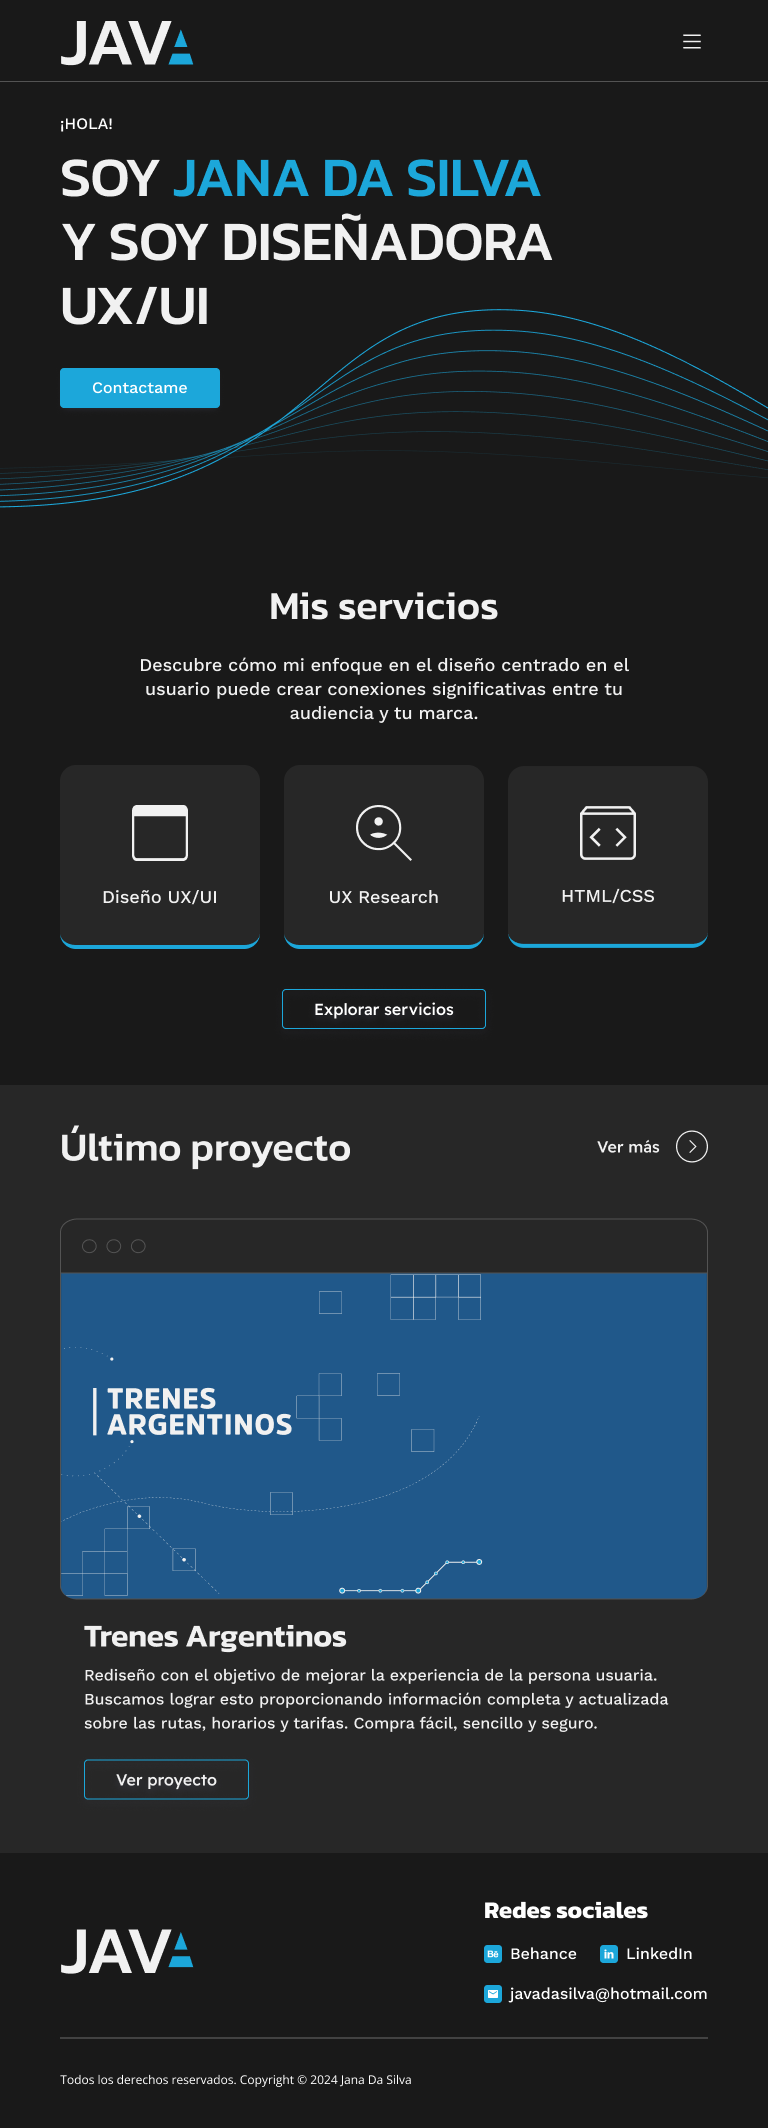 JAVA
¡HOLA!
SOY JANA DA SILVA
Y SOY DISEÑADORA
UX/UI
Contactame
Mis servicios
Descubre cómo mi enfoque en el diseño centrado en el
usuario puede crear conexiones significativas entre tu
audiencia y tu marca.
Diseño UX/UI
UX Research
HTML/CSS
Explorar servicios
Último proyecto
Ver más
TRENES
ARGENTINOS
Trenes Argentinos
Rediseño con el objetivo de mejorar la experiencia de la persona usuaria.
Buscamos lograr esto proporcionando información completa y actualizada
sobre las rutas, horarios y tarifas. Compra fácil, sencillo y seguro.
Ver proyecto
JAVA
Redes sociales
Bē Behance
in LinkedIn
javadasilva@hotmail.com
Todos los derechos reservados. Copyright © 2024 Jana Da Silva